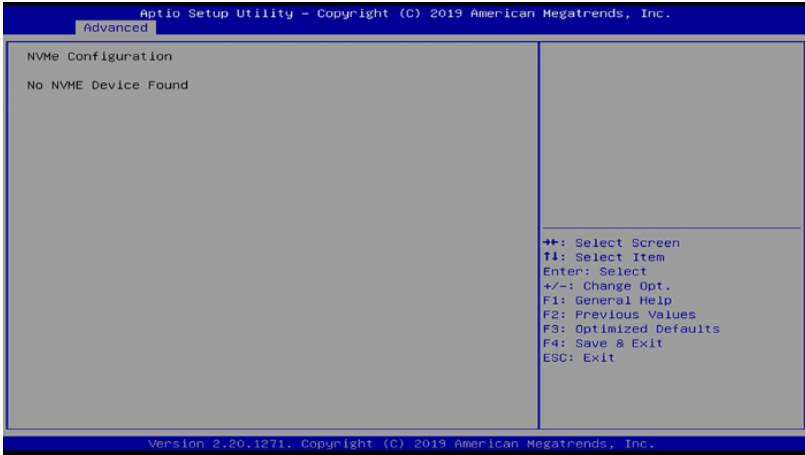 Aptio Setup Utility – Copyright (C) 2019 American Megatrends, Inc.
Advanced
NVMe Configuration
No NVME Device Found
→←: Select Screen
↑↓: Select Item
Enter: Select
+/-: Change Opt.
F1: General Help
F2: Previous Values
F3: Optimized Defaults
F4: Save & Exit
ESC: Exit
Version 2.20.1271. Copyright (C) 2019 American Megatrends, Inc.